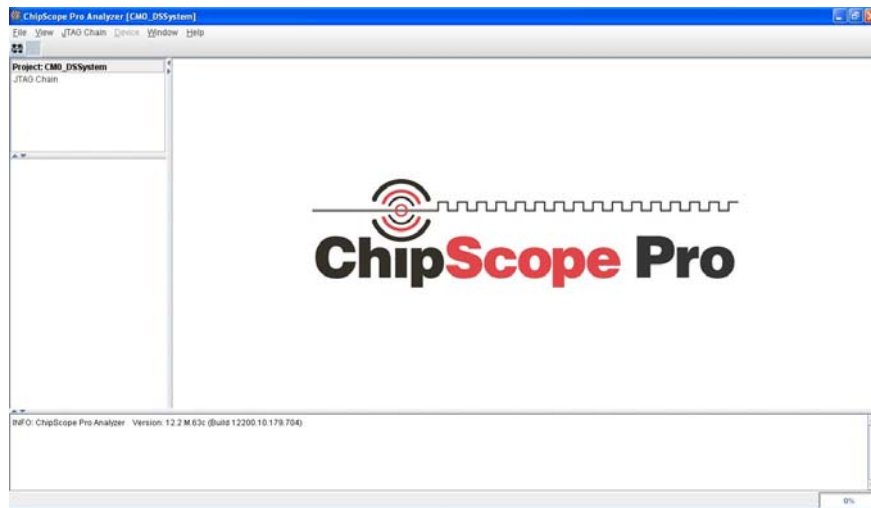 ChipScope Pro Analyzer [CM0_DSSystem]
File View JTAG Chain Device Window Help
Project: CM0_DSSystem
JTAG Chain
ChipScope Pro
INFO: ChipScope Pro Analyzer Version: 12.2 M.63c (Build 12200.10.179.704)
0%